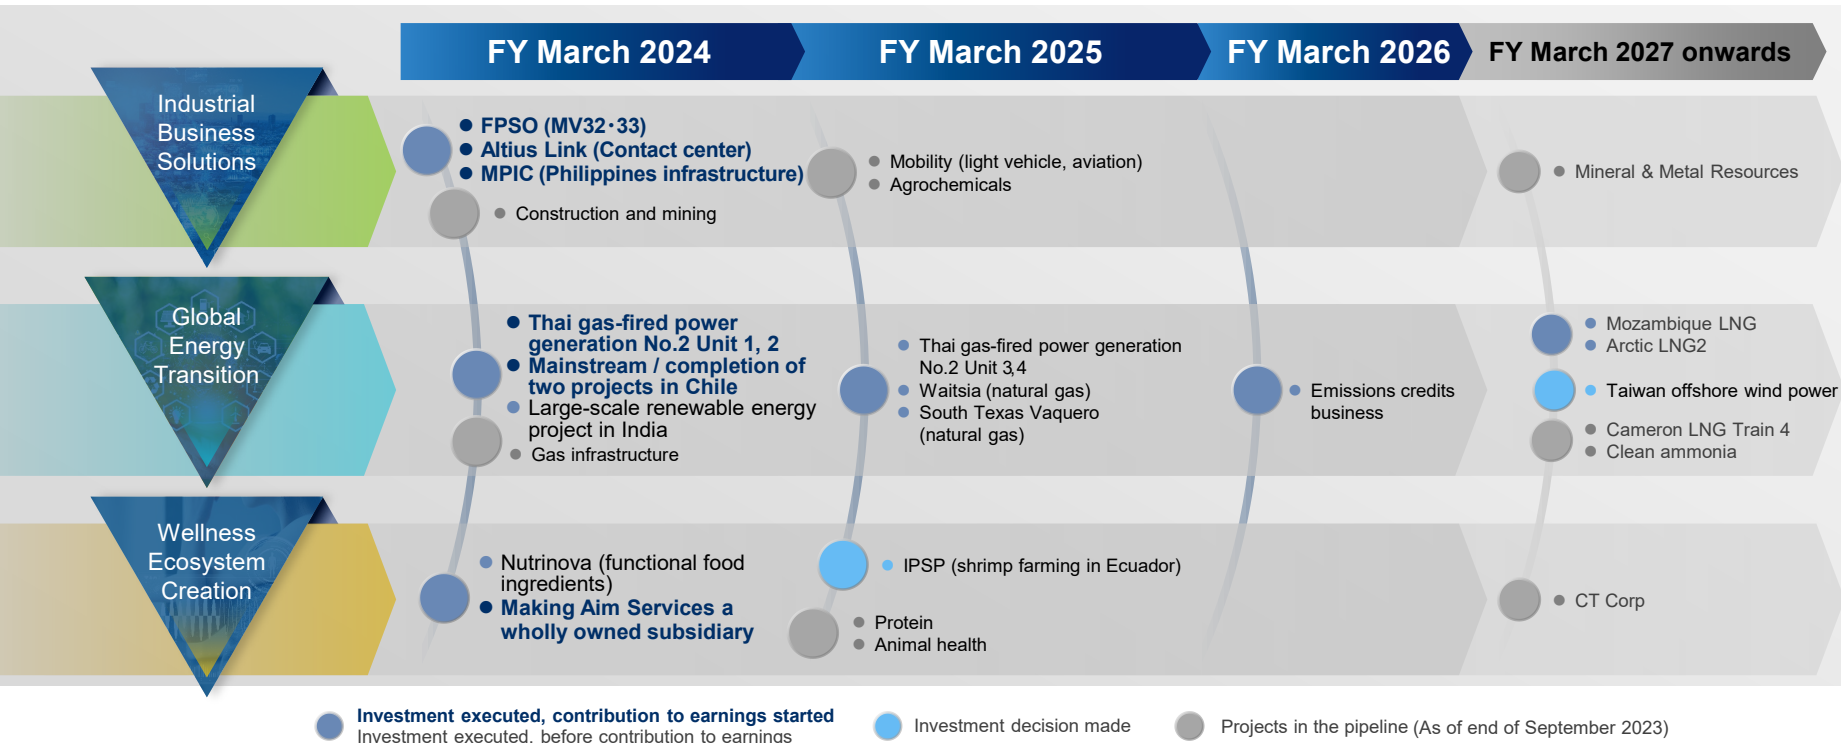 FY March 2024
FY March 2025
FY March 2026
FY March 2027 onwards
Industrial
Business
Solutions
● FPSO (MV32・33)
● Altius Link (Contact center)
● MPIC (Philippines infrastructure)
● Construction and mining
● Mobility (light vehicle, aviation)
● Agrochemicals
● Mineral & Metal Resources
Global
Energy
Transition
● Thai gas-fired power
generation No.2 Unit 1, 2
● Mainstream / completion of
two projects in Chile
● Large-scale renewable energy
project in India
● Gas infrastructure
● Thai gas-fired power generation
No.2 Unit 3,4
● Waitsia (natural gas)
● South Texas Vaquero
(natural gas)
● Emissions credits
business
● Mozambique LNG
● Arctic LNG2
● Taiwan offshore wind power
● Cameron LNG Train 4
● Clean ammonia
Wellness
Ecosystem
Creation
● Nutrinova (functional food
ingredients)
● Making Aim Services a
wholly owned subsidiary
● IPSP (shrimp farming in Ecuador)
● Protein
● Animal health
● CT Corp
Investment executed, contribution to earnings started
Investment executed, before contribution to earnings
Investment decision made
Projects in the pipeline (As of end of September 2023)